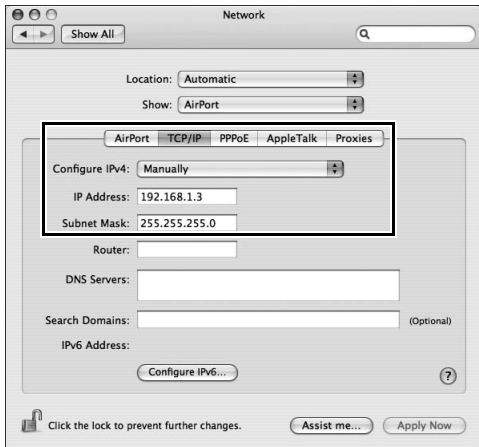 Network
Show All
Location: Automatic
Show: AirPort
AirPort TCP/IP PPPoE AppleTalk Proxies
Configure IPv4: Manually
IP Address: 192.168.1.3
Subnet Mask: 255.255.255.0
Router:
DNS Servers:
Search Domains: (Optional)
IPv6 Address:
Configure IPv6...
?
Click the lock to prevent further changes. Assist me... Apply Now